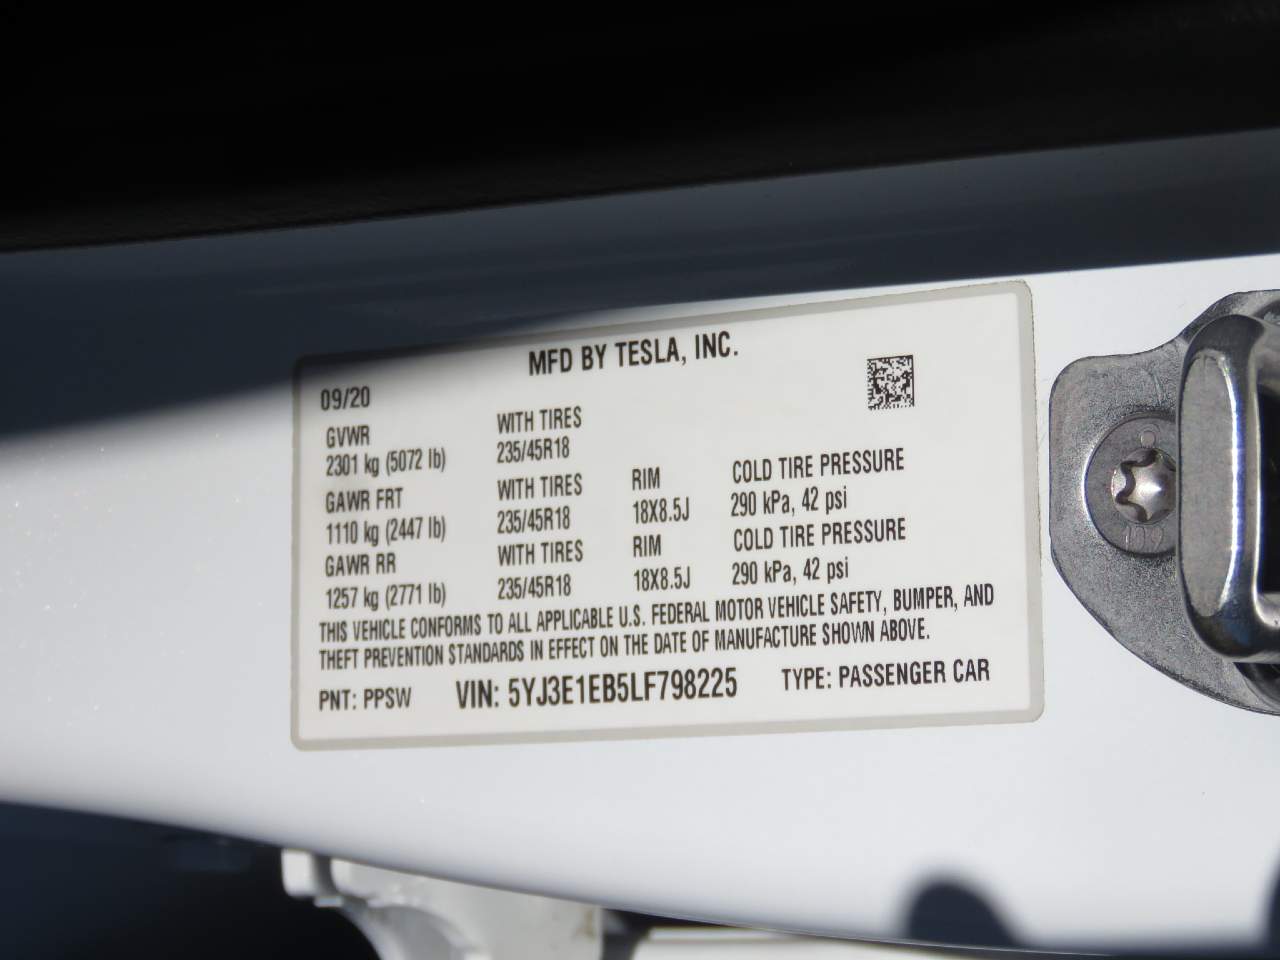 MFD BY TESLA, INC.
09/20
GVWR WITH TIRES
2301 kg (5072 lb) 235/45R18
GAWR FRT WITH TIRES RIM COLD TIRE PRESSURE
1110 kg (2447 lb) 235/45R18 18X8.5J 290 kPa, 42 psi
GAWR RR WITH TIRES RIM COLD TIRE PRESSURE
1257 kg (2771 lb) 235/45R18 18X8.5J 290 kPa, 42 psi
THIS VEHICLE CONFORMS TO ALL APPLICABLE U.S. FEDERAL MOTOR VEHICLE SAFETY, BUMPER, AND
THEFT PREVENTION STANDARDS IN EFFECT ON THE DATE OF MANUFACTURE SHOWN ABOVE.
PNT: PPSW VIN: 5YJ3E1EB5LF798225 TYPE: PASSENGER CAR